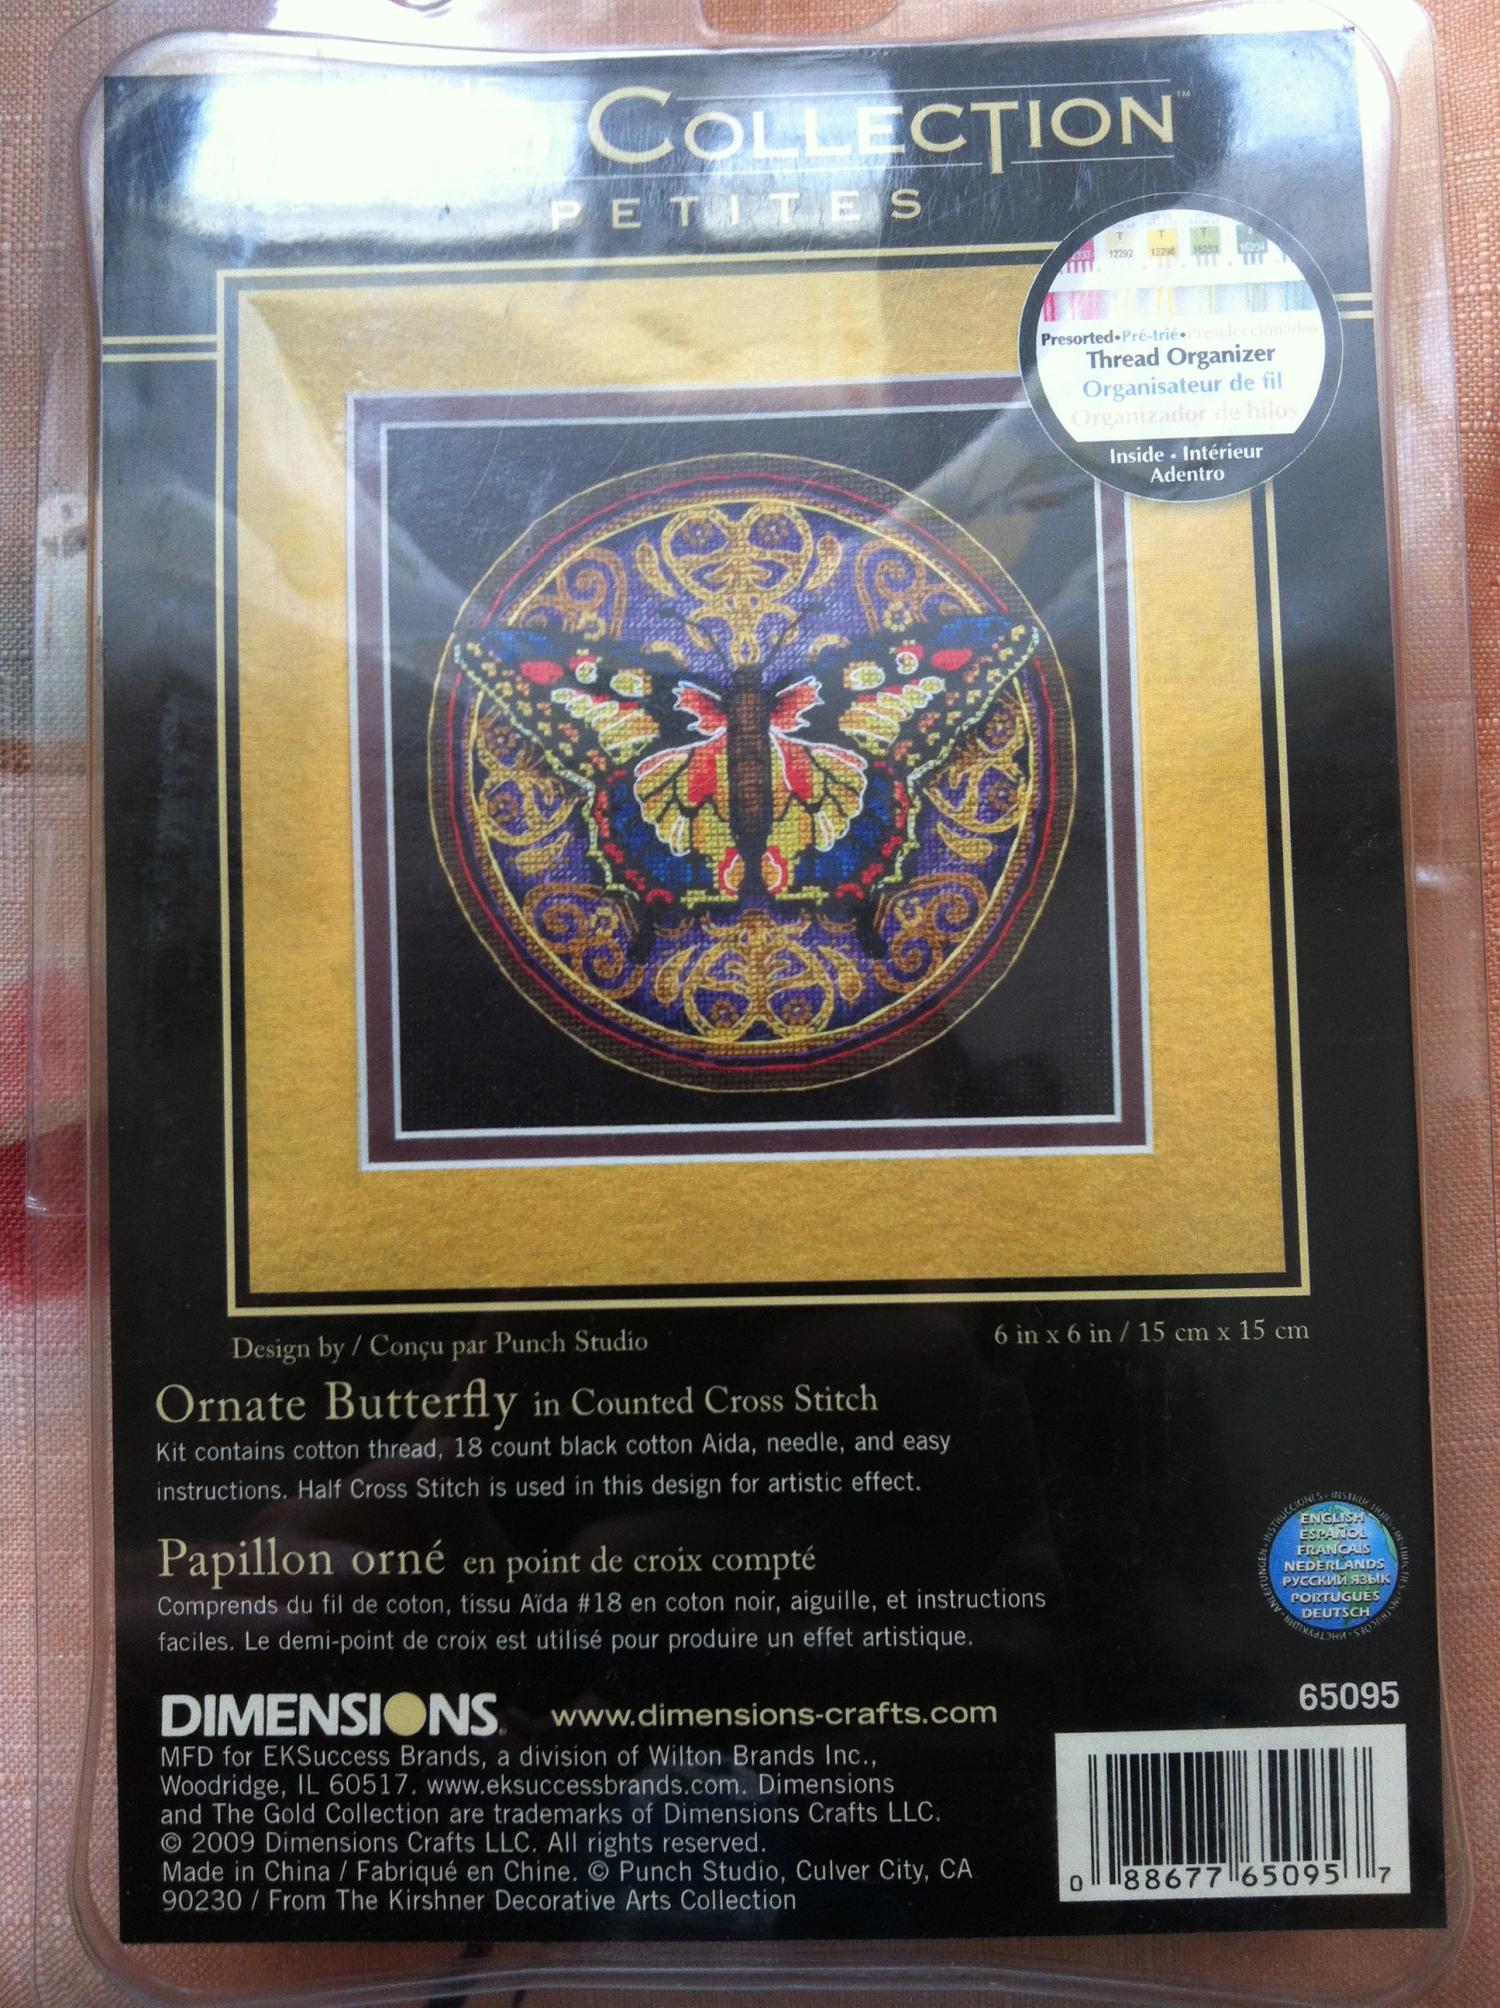 COLLECTION™
PETITES
T T T T
12292 12298 16253 16204
Presorted•Pré-trié•Preseleccionados
Thread Organizer
Organisateur de fil
Organizador de hilos
Inside • Intérieur
Adentro
Design by / Conçu par Punch Studio
6 in x 6 in / 15 cm x 15 cm
Ornate Butterfly in Counted Cross Stitch
Kit contains cotton thread, 18 count black cotton Aida, needle, and easy
instructions. Half Cross Stitch is used in this design for artistic effect.
Papillon orné en point de croix compté
Comprends du fil de coton, tissu Aïda #18 en coton noir, aiguille, et instructions
faciles. Le demi-point de croix est utilisé pour produire un effet artistique.
ENGLISH
ESPAÑOL
FRANÇAIS
NEDERLANDS
РУССКИЙ ЯЗЫК
PORTUGUÊS
DEUTSCH
DIMENSIONS® www.dimensions-crafts.com
65095
MFD for EKSuccess Brands, a division of Wilton Brands Inc.,
Woodridge, IL 60517. www.eksuccessbrands.com. Dimensions
and The Gold Collection are trademarks of Dimensions Crafts LLC.
© 2009 Dimensions Crafts LLC. All rights reserved.
Made in China / Fabriqué en Chine. © Punch Studio, Culver City, CA
90230 / From The Kirshner Decorative Arts Collection
0 88677 65095 7